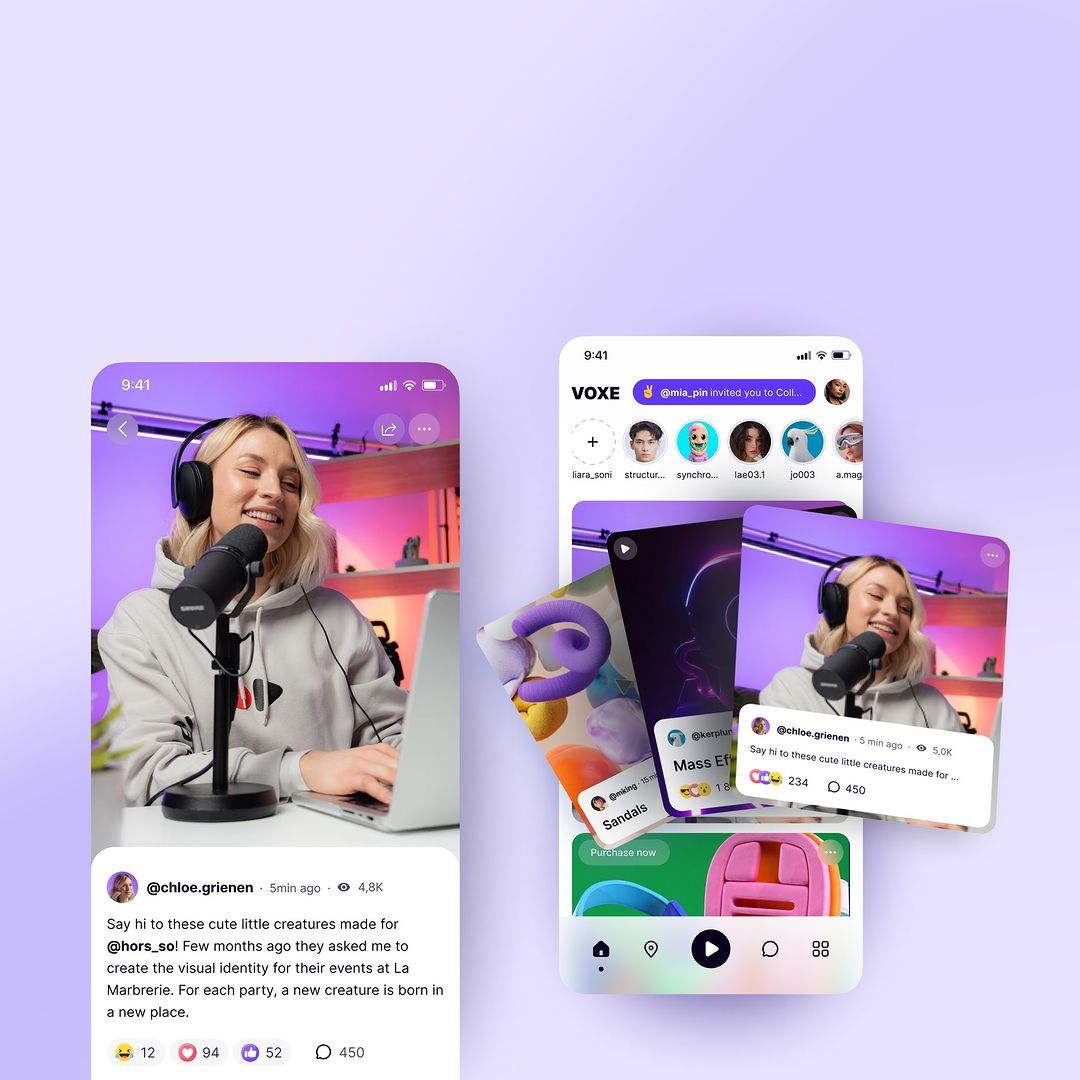 9:41
SHURE
@chloe.grienen · 5min ago · 4,8K
Say hi to these cute little creatures made for
@hors_so! Few months ago they asked me to
create the visual identity for their events at La
Marbrerie. For each party, a new creature is born in
a new place.
12 94 52 450
9:41
VOXE
@mia_pin invited you to Coll...
liara_soni structur... synchro... lae03.1 jo003 a.mag
@mking · 15 mi
Sandals
@kerplun
Mass Ef
1 8
@chloe.grienen · 5 min ago · 5,0K
Say hi to these cute little creatures made for ...
234 450
Purchase now